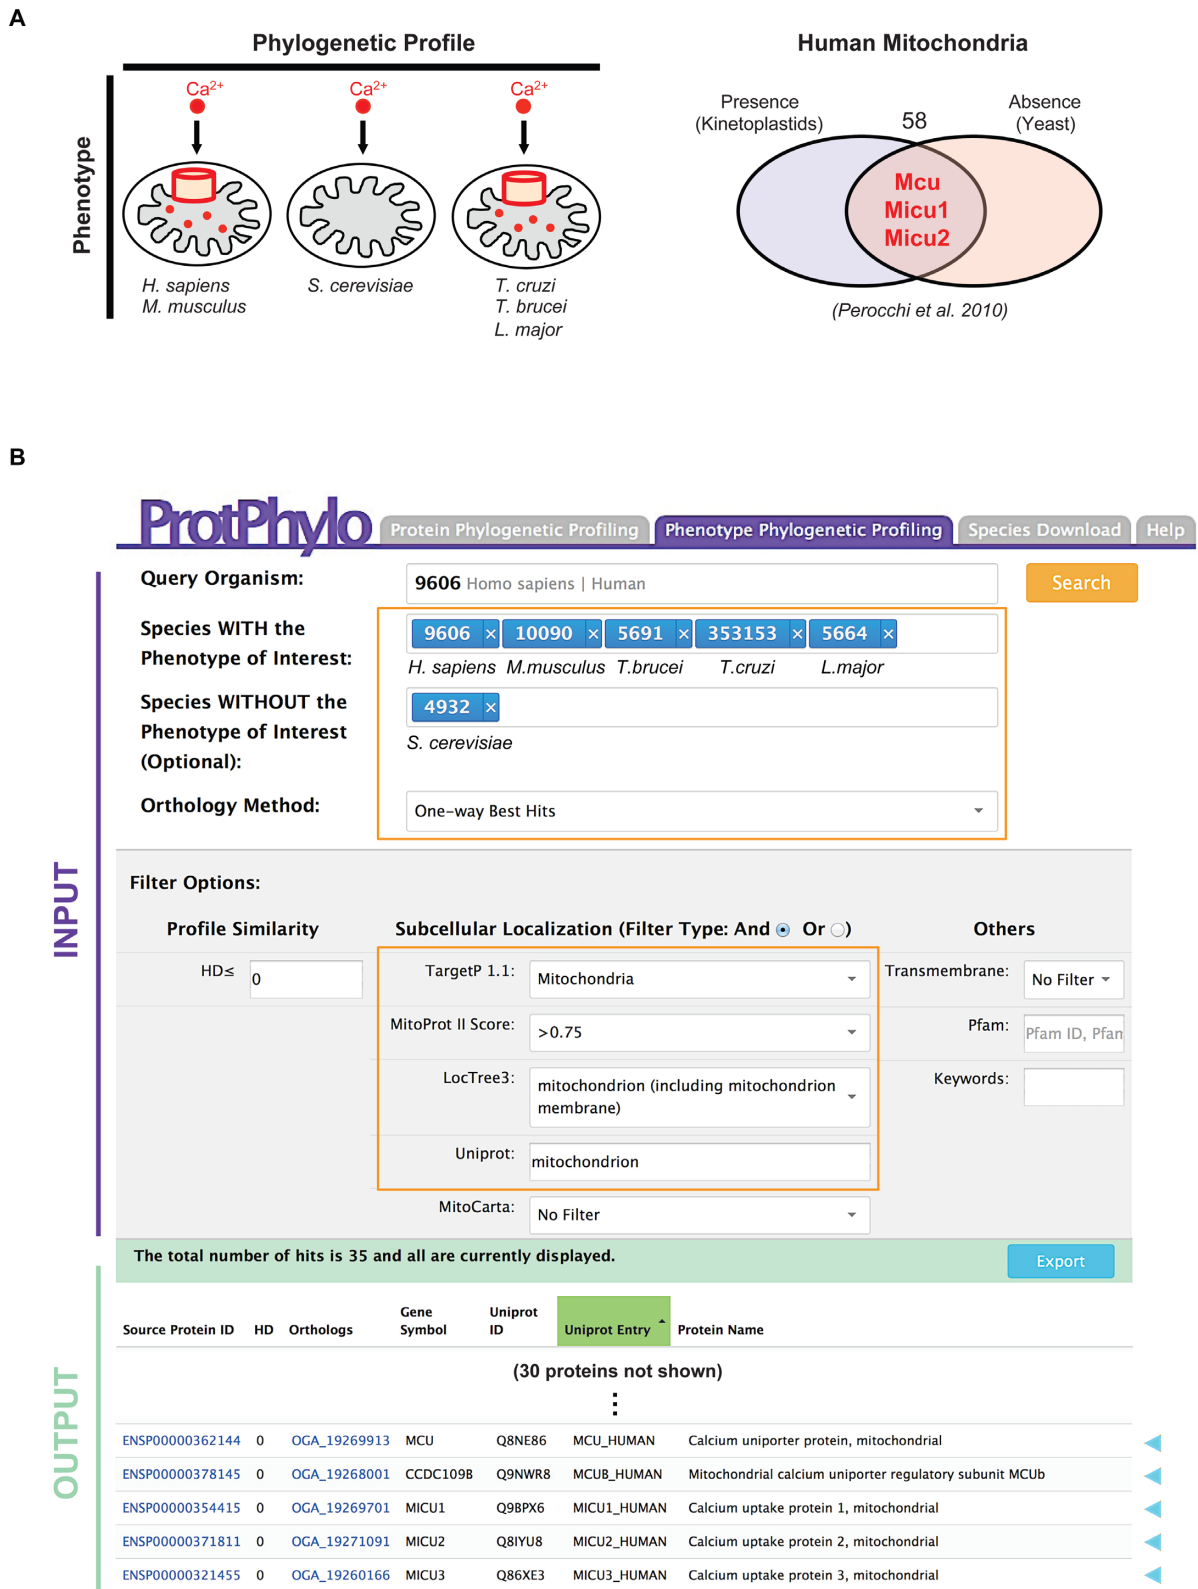 A
Phylogenetic Profile
Human Mitochondria
Phenotype
Ca2+
Ca2+
Ca2+
H. sapiens
M. musculus
S. cerevisiae
T. cruzi
T. brucei
L. major
Presence
(Kinetoplastids)
58
Absence
(Yeast)
Mcu
Micu1
Micu2
(Perocchi et al. 2010)
B
ProtPhylo
Protein Phylogenetic Profiling
Phenotype Phylogenetic Profiling
Species Download
Help
INPUT
Query Organism:
9606 Homo sapiens | Human
Search
Species WITH the
Phenotype of Interest:
9606 × 10090 × 5691 × 353153 × 5664 ×
H. sapiens M.musculus T.brucei T.cruzi L.major
Species WITHOUT the
Phenotype of Interest
(Optional):
4932 ×
S. cerevisiae
Orthology Method:
One-way Best Hits
Filter Options:
Profile Similarity
Subcellular Localization (Filter Type: And Or )
Others
HD≤ 0
TargetP 1.1: Mitochondria
Transmembrane: No Filter
MitoProt II Score: >0.75
Pfam: Pfam ID, Pfam
LocTree3: mitochondrion (including mitochondrion
membrane)
Keywords:
Uniprot: mitochondrion
MitoCarta: No Filter
The total number of hits is 35 and all are currently displayed.
Export
OUTPUT
Source Protein ID HD Orthologs Gene Symbol Uniprot ID Uniprot Entry Protein Name
(30 proteins not shown)
ENSP00000362144 0 OGA_19269913 MCU Q8NE86 MCU_HUMAN Calcium uniporter protein, mitochondrial
ENSP00000378145 0 OGA_19268001 CCDC109B Q9NWR8 MCUB_HUMAN Mitochondrial calcium uniporter regulatory subunit MCUb
ENSP00000354415 0 OGA_19269701 MICU1 Q9BPX6 MICU1_HUMAN Calcium uptake protein 1, mitochondrial
ENSP00000371811 0 OGA_19271091 MICU2 Q8IYU8 MICU2_HUMAN Calcium uptake protein 2, mitochondrial
ENSP00000321455 0 OGA_19260166 MICU3 Q86XE3 MICU3_HUMAN Calcium uptake protein 3, mitochondrial